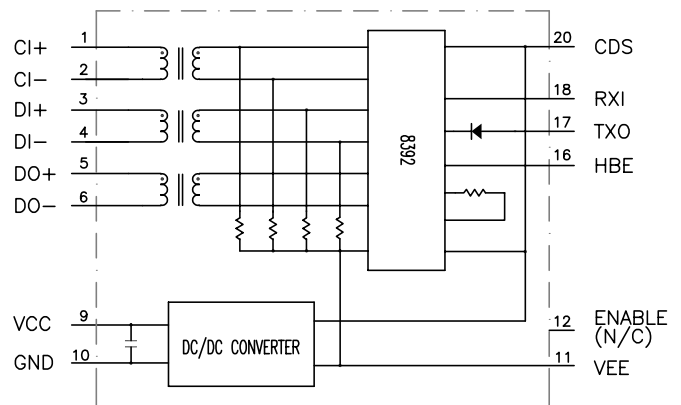 CI+ 1
CI− 2
DI+ 3
DI− 4
DO+ 5
DO− 6
8392
20 CDS
18 RXI
17 TXO
16 HBE
VCC 9
GND 10
DC/DC CONVERTER
12 ENABLE
(N/C)
11 VEE